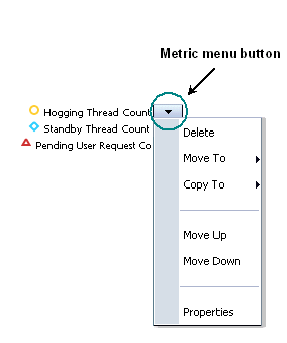 Metric menu button
Hogging Thread Count
Standby Thread Count
Pending User Request Co
Delete
Move To
Copy To
Move Up
Move Down
Properties